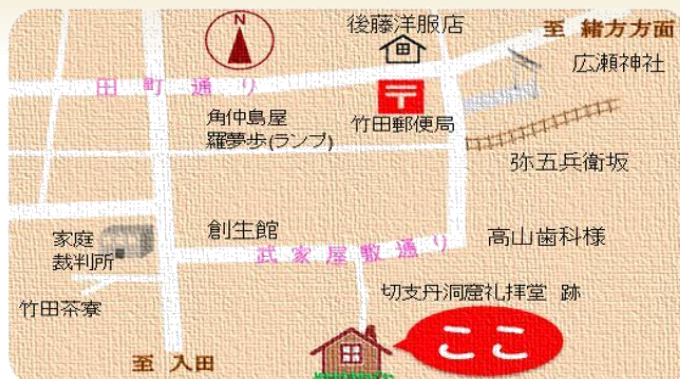 N
後藤洋服店
至 緒方方面
広瀬神社
田町通り
角仲島屋
羅夢歩(ランプ)
竹田郵便局
弥五兵衛坂
創生館
武家屋敷通り
高山歯科様
家庭
裁判所
切支丹洞窟礼拝堂 跡
竹田茶寮
ここ
至 入田